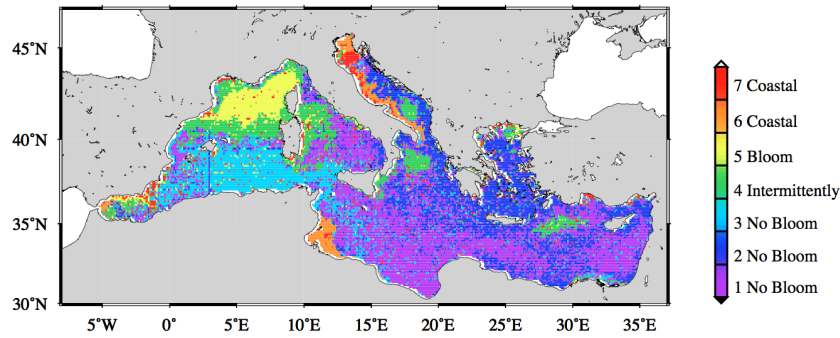 45°N
40°N
35°N
30°N
5°W 0° 5°E 10°E 15°E 20°E 25°E 30°E 35°E
7 Coastal
6 Coastal
5 Bloom
4 Intermittently
3 No Bloom
2 No Bloom
1 No Bloom